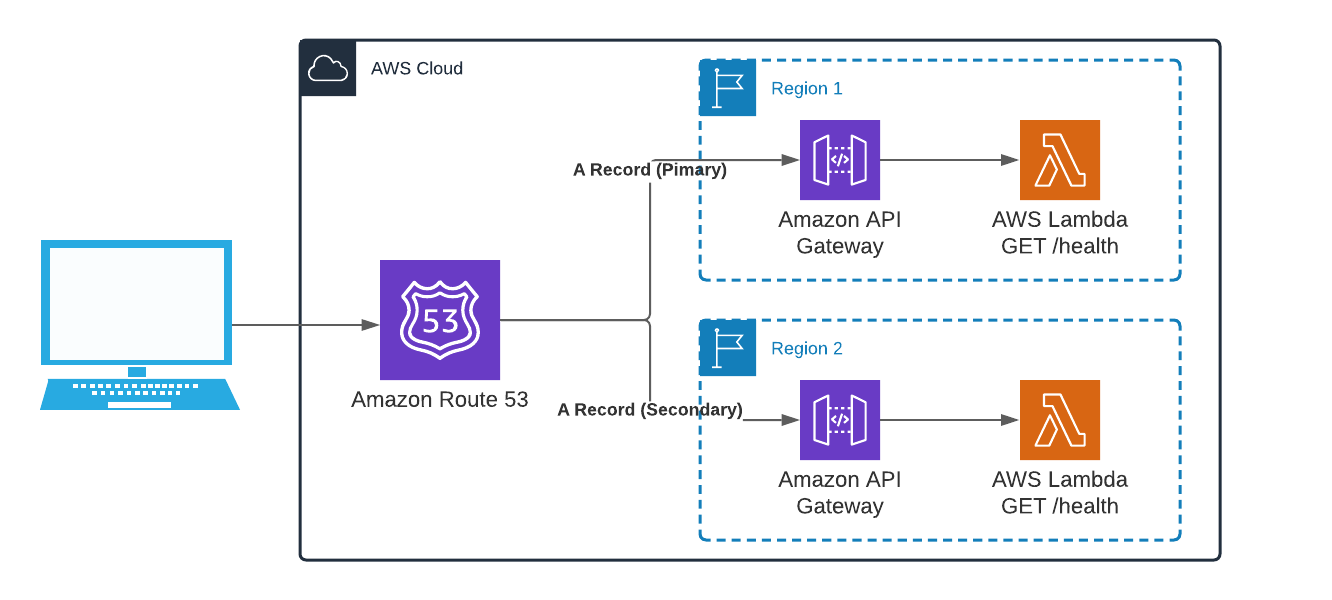 AWS Cloud
Region 1
A Record (Pimary)
Amazon API
Gateway
AWS Lambda
GET /health
53
Amazon Route 53
Region 2
A Record (Secondary)
Amazon API
Gateway
AWS Lambda
GET /health